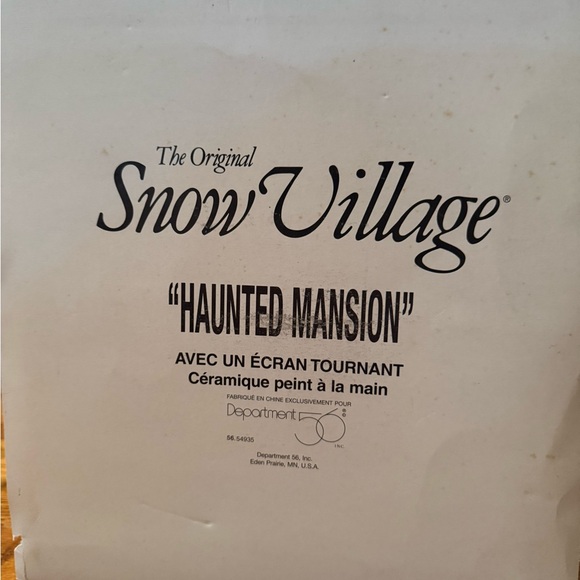 The Original
Snow Village®
“HAUNTED MANSION”
AVEC UN ÉCRAN TOURNANT
Céramique peint à la main
FABRIQUÉ EN CHINE EXCLUSIVEMENT POUR
Department 56®
INC.
56.54935
Department 56, Inc.
Eden Prairie, MN. U.S.A.